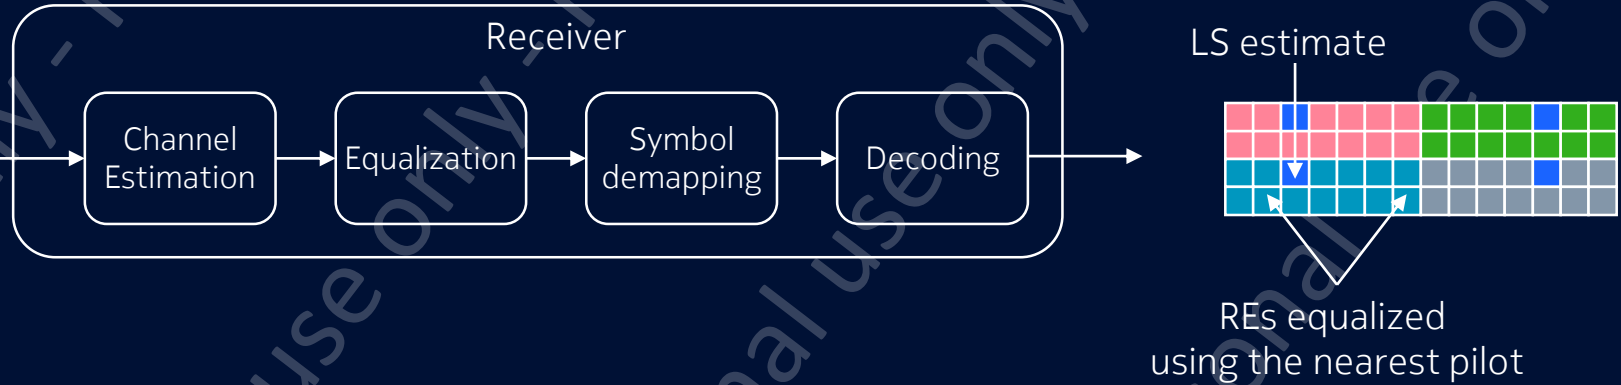 Receiver
Channel
Estimation
Equalization
Symbol
demapping
Decoding
LS estimate
REs equalized
using the nearest pilot